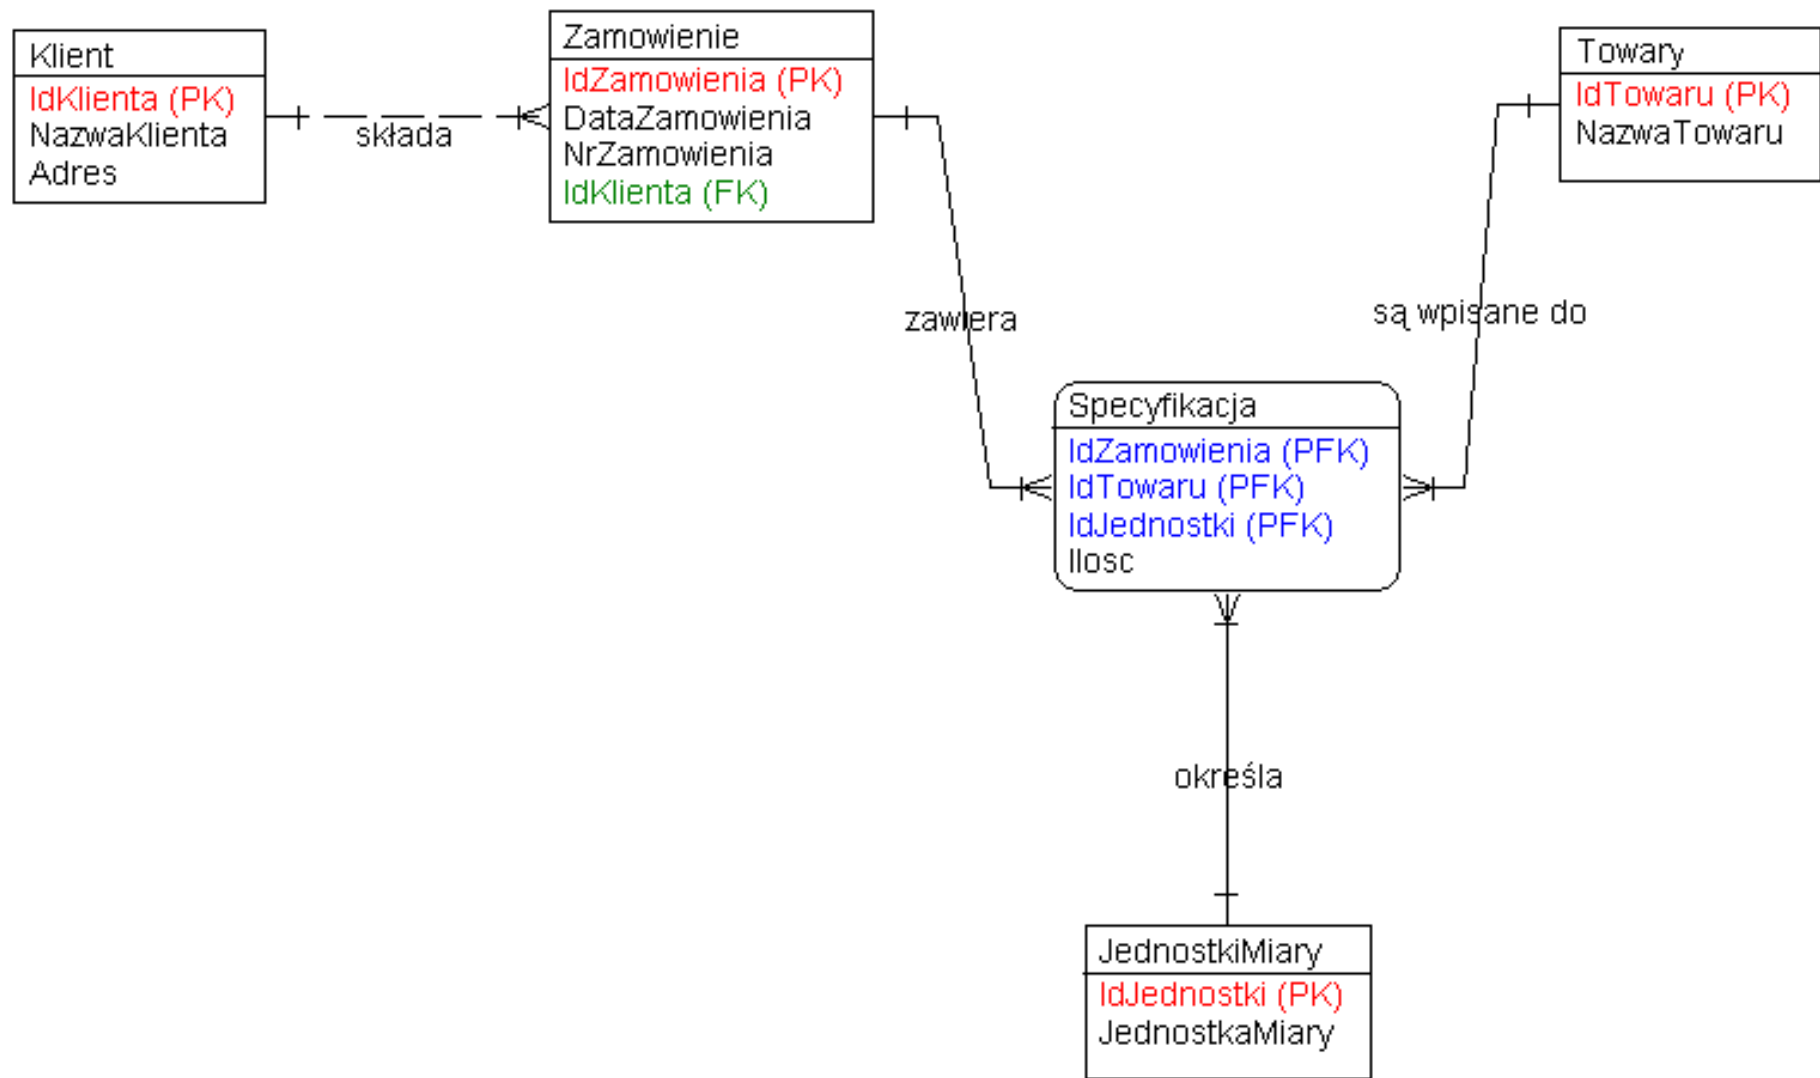 Klient
IdKlienta (PK)
NazwaKlienta
Adres
składa
Zamowienie
IdZamowienia (PK)
DataZamowienia
NrZamowienia
IdKlienta (FK)
Towary
IdTowaru (PK)
NazwaTowaru
zawiera
są wpisane do
Specyfikacja
IdZamowienia (PFK)
IdTowaru (PFK)
IdJednostki (PFK)
Ilosc
określa
JednostkiMiary
IdJednostki (PK)
JednostkaMiary